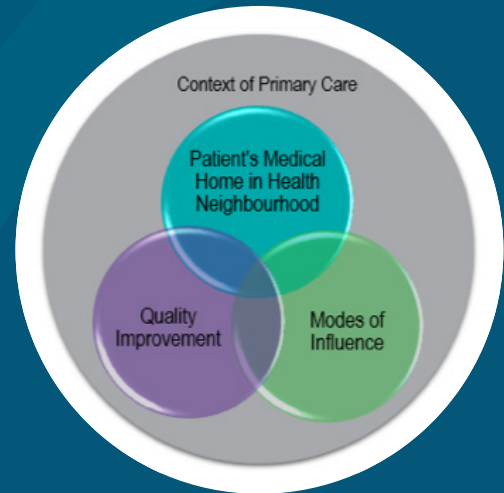 Context of Primary Care
Patient's Medical
Home in Health
Neighbourhood
Quality
Improvement
Modes of
Influence